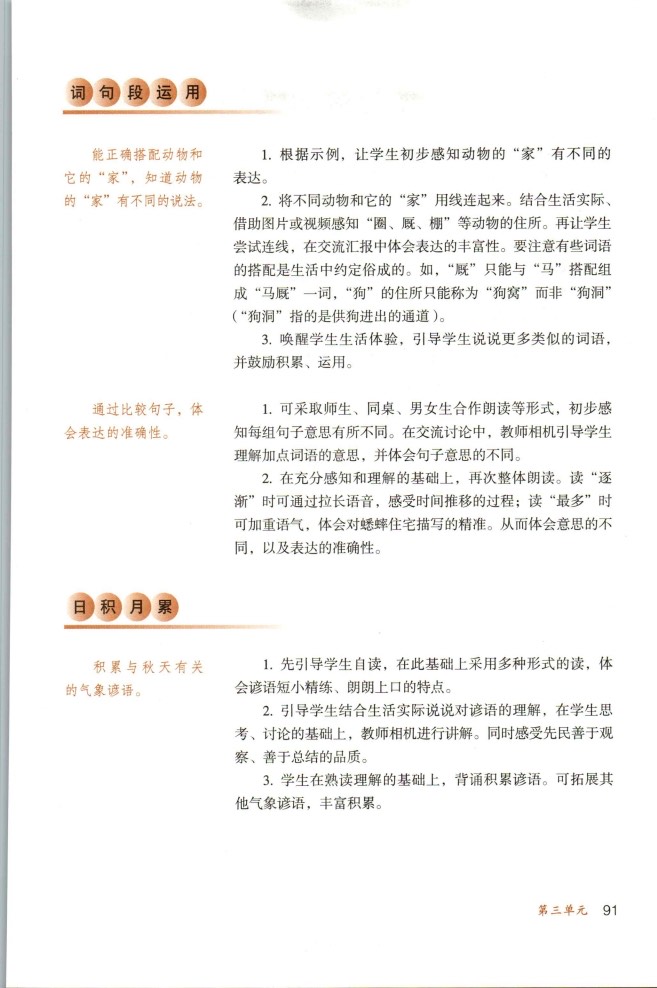 词句段运用
能正确搭配动物和
它的“家”，知道动物
的“家”有不同的说法。
1. 根据示例，让学生初步感知动物的“家”有不同的
表达。
2. 将不同动物和它的“家”用线连起来。结合生活实际、
借助图片或视频感知“圈、厩、棚”等动物的住所。再让学生
尝试连线，在交流汇报中体会表达的丰富性。要注意有些词语
的搭配是生活中约定俗成的。如，“厩”只能与“马”搭配组
成“马厩”一词，“狗”的住所只能称为“狗窝”而非“狗洞”
（“狗洞”指的是供狗进出的通道）。
3. 唤醒学生生活体验，引导学生说说更多类似的词语，
并鼓励积累、运用。
通过比较句子，体
会表达的准确性。
1. 可采取师生、同桌、男女生合作朗读等形式，初步感
知每组句子意思有所不同。在交流讨论中，教师相机引导学生
理解加点词语的意思，并体会句子意思的不同。
2. 在充分感知和理解的基础上，再次整体朗读。读“逐
渐”时可通过拉长语音，感受时间推移的过程；读“最多”时
可加重语气，体会对蟋蟀住宅描写的精准。从而体会意思的不
同，以及表达的准确性。
日积月累
积累与秋天有关
的气象谚语。
1. 先引导学生自读，在此基础上采用多种形式的读，体
会谚语短小精练、朗朗上口的特点。
2. 引导学生结合生活实际说说对谚语的理解，在学生思
考、讨论的基础上，教师相机进行讲解。同时感受先民善于观
察、善于总结的品质。
3. 学生在熟读理解的基础上，背诵积累谚语。可拓展其
他气象谚语，丰富积累。
第三单元 91